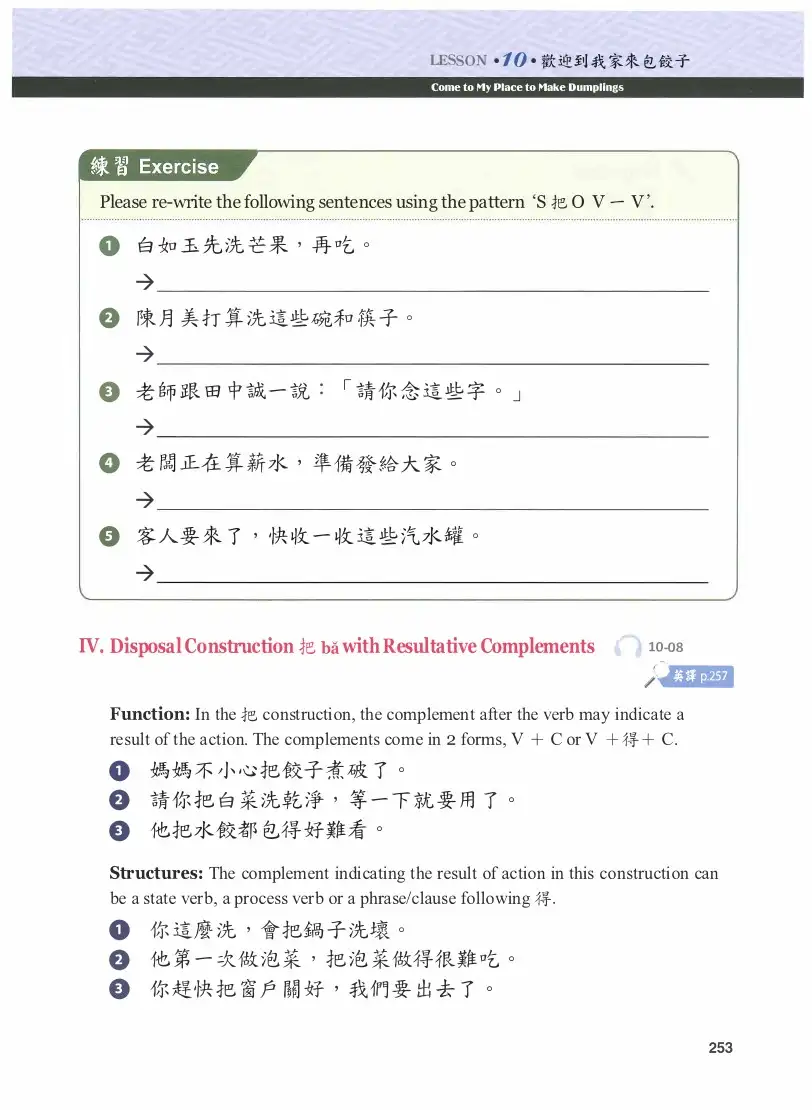 LESSON • 10 • 歡迎到我家來包餃子
Come to My Place to Make Dumplings
練習 Exercise
Please re-write the following sentences using the pattern ‘S 把 O V 一 V’.
1 白如玉先洗芒果，再吃。
→
2 陳月美打算洗這些碗和筷子。
→
3 老師跟田中誠一說：「請你念這些字。」
→
4 老闆正在算薪水，準備發給大家。
→
5 客人要來了，快收一收這些汽水罐。
→
IV. Disposal Construction 把 bǎ with Resultative Complements 10-08
英譯 p.257
Function: In the 把 construction, the complement after the verb may indicate a
result of the action. The complements come in 2 forms, V + C or V +得+ C.
1 媽媽不小心把餃子煮破了。
2 請你把白菜洗乾淨，等一下就要用了。
3 他把水餃都包得好難看。
Structures: The complement indicating the result of action in this construction can
be a state verb, a process verb or a phrase/clause following 得.
1 你這麼洗，會把鍋子洗壞。
2 他第一次做泡菜，把泡菜做得很難吃。
3 你趕快把窗戶關好，我們要出去了。
253